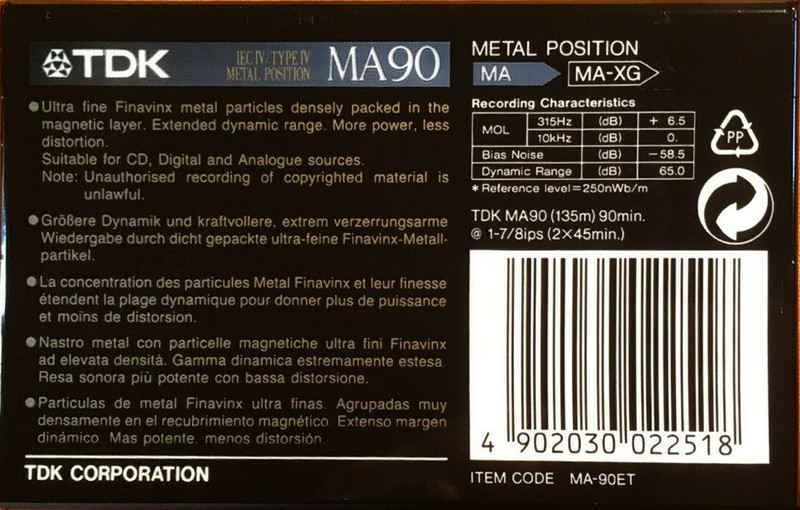 TDK IEC IV/TYPE IV METAL POSITION MA90
●Ultra fine Finavinx metal particles densely packed in the
magnetic layer. Extended dynamic range. More power, less
distortion.
Suitable for CD, Digital and Analogue sources.
Note: Unauthorised recording of copyrighted material is
unlawful.
●Größere Dynamik und kraftvollere, extrem verzerrungsarme
Wiedergabe durch dicht gepackte ultra-feine Finavinx-Metall-
partikel.
●La concentration des particules Metal Finavinx et leur finesse
étendent la plage dynamique pour donner plus de puissance
et moins de distorsion.
●Nastro metal con particelle magnetiche ultra fini Finavinx
ad elevata densità. Gamma dinamica estremamente estesa.
Resa sonora più potente con bassa distorsione.
●Particulas de metal Finavinx ultra finas. Agrupadas muy
densamente en el recubrimiento magnético. Extenso margen
dinámico. Mas potente, menos distorsión.
TDK CORPORATION
METAL POSITION
MA MA-XG
Recording Characteristics
MOL 315Hz (dB) + 6.5
10kHz (dB) 0.
Bias Noise (dB) −58.5
Dynamic Range (dB) 65.0
* Reference level=250nWb/m
PP
TDK MA90 (135m) 90min.
@ 1-7/8ips (2×45min.)
4 902030 022518
ITEM CODE MA-90ET